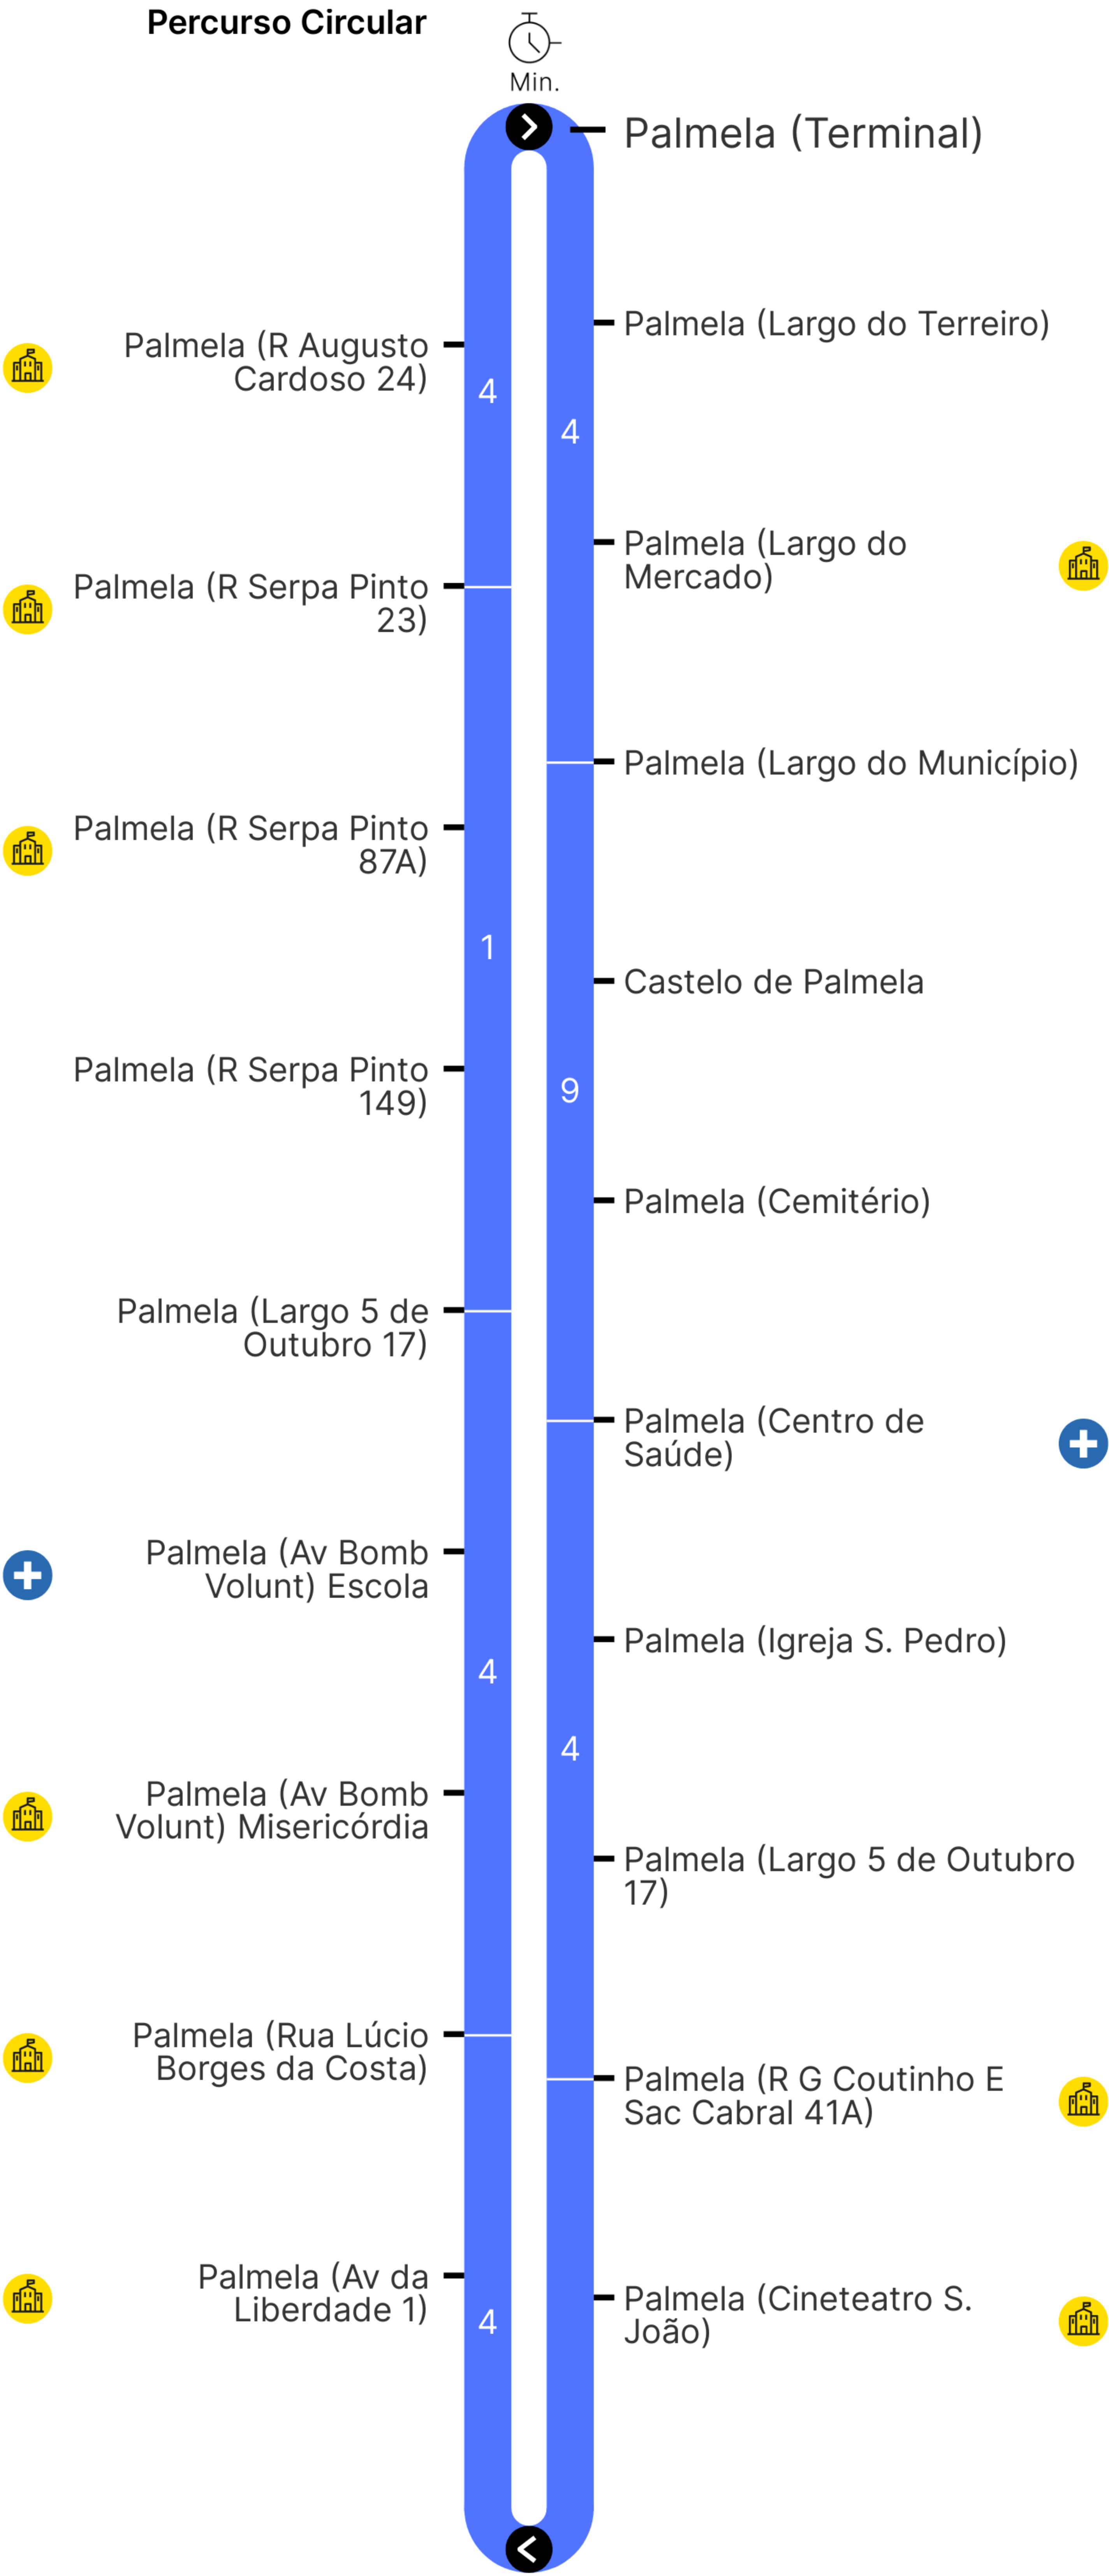 Percurso Circular
Min.
Palmela (Terminal)
Palmela (Largo do Terreiro)
Palmela (R Augusto
Cardoso 24)
4
4
Palmela (Largo do
Mercado)
Palmela (R Serpa Pinto
23)
Palmela (Largo do Município)
Palmela (R Serpa Pinto
87A)
1
Castelo de Palmela
Palmela (R Serpa Pinto
149)
9
Palmela (Cemitério)
Palmela (Largo 5 de
Outubro 17)
Palmela (Centro de
Saúde)
Palmela (Av Bomb
Volunt) Escola
Palmela (Igreja S. Pedro)
4
4
Palmela (Av Bomb
Volunt) Misericórdia
Palmela (Largo 5 de Outubro
17)
Palmela (Rua Lúcio
Borges da Costa)
Palmela (R G Coutinho E
Sac Cabral 41A)
Palmela (Av da
Liberdade 1)
4
Palmela (Cineteatro S.
João)